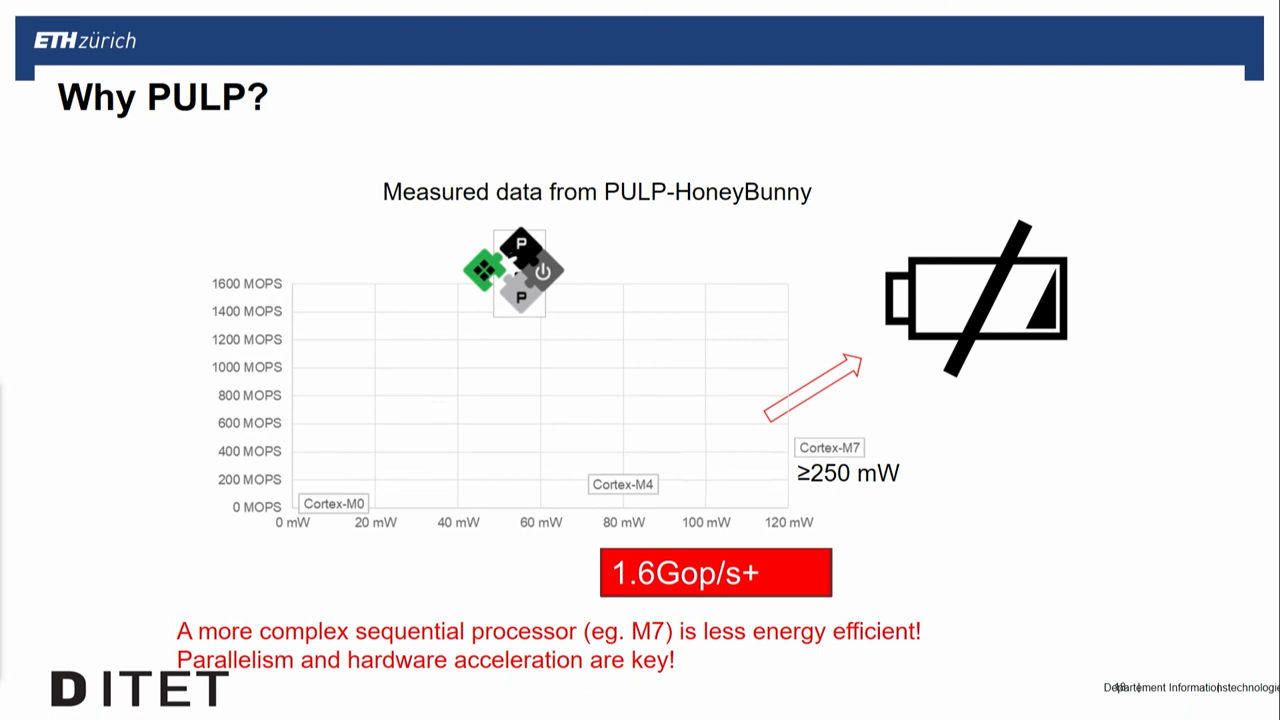 ETH zürich
Why PULP?
Measured data from PULP-HoneyBunny
P
P
1600 MOPS
1400 MOPS
1200 MOPS
1000 MOPS
800 MOPS
600 MOPS
400 MOPS
200 MOPS
0 MOPS
Cortex-M0
Cortex-M4
Cortex-M7
≥250 mW
0 mW 20 mW 40 mW 60 mW 80 mW 100 mW 120 mW
1.6Gop/s+
A more complex sequential processor (eg. M7) is less energy efficient!
Parallelism and hardware acceleration are key!
D ITET
Departement Informationstechnologie